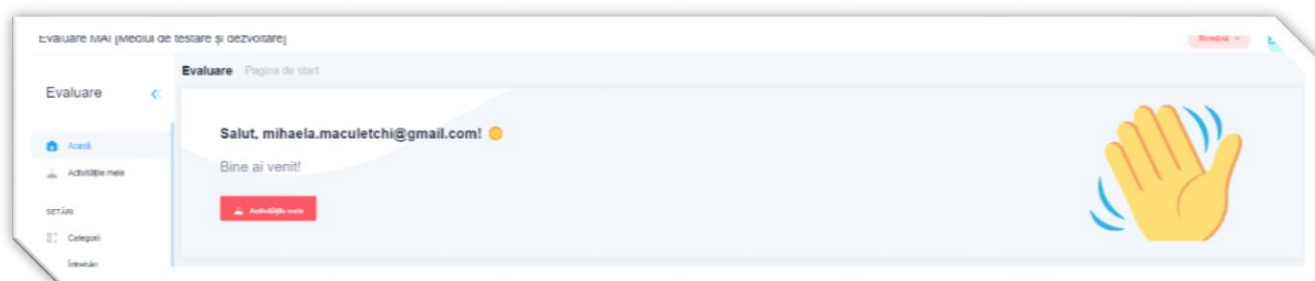 Evaluare MAI [Mediul de testare și dezvoltare]
Română
Evaluare Pagina de start
Evaluare
Salut, mihaela.maculetchi@gmail.com!
Acasă
Bine ai venit!
Activitățile mele
Activitățile mele
SETĂRI
Categorii
Întrebări